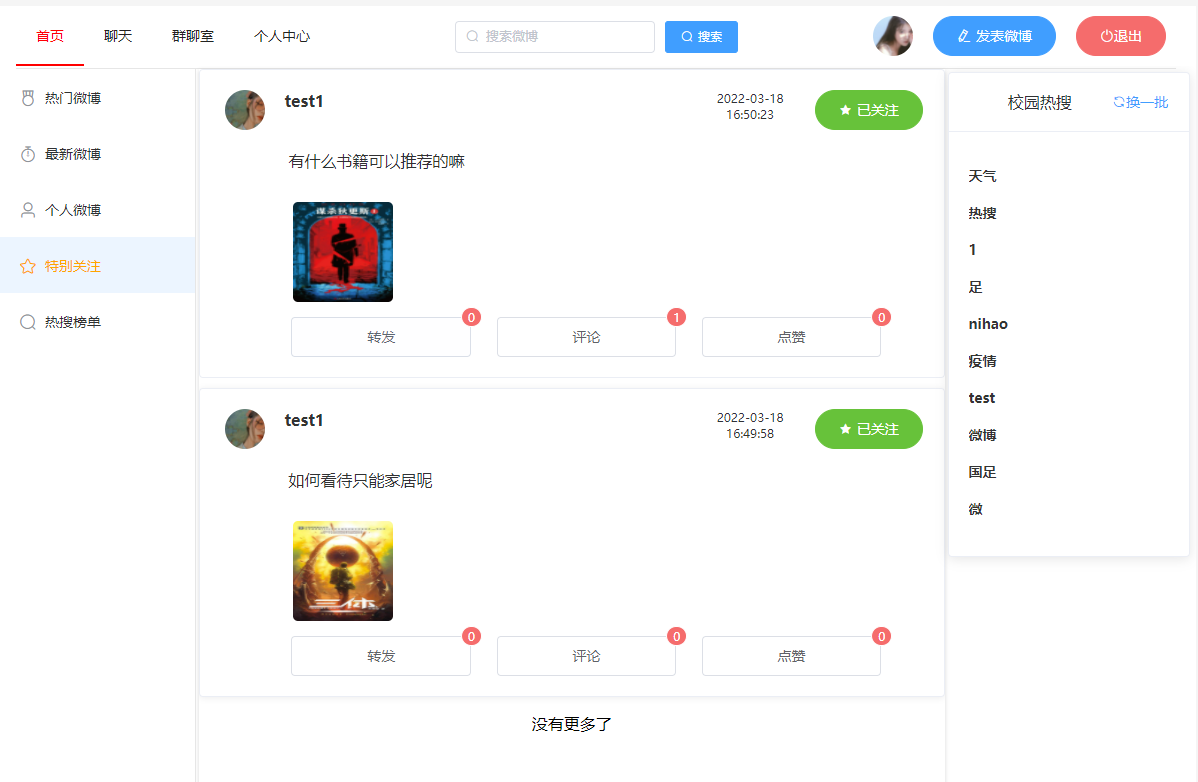 首页 聊天 群聊室 个人中心 搜索微博 搜索 发表微博 退出
热门微博
最新微博
个人微博
特别关注
热搜榜单
test1
2022-03-18
16:50:23
已关注
有什么书籍可以推荐的嘛
谋杀狄更斯
转发 0
评论 1
点赞 0
test1
2022-03-18
16:49:58
已关注
如何看待只能家居呢
三体
转发 0
评论 0
点赞 0
没有更多了
校园热搜 换一批
天气
热搜
1
足
nihao
疫情
test
微博
国足
微